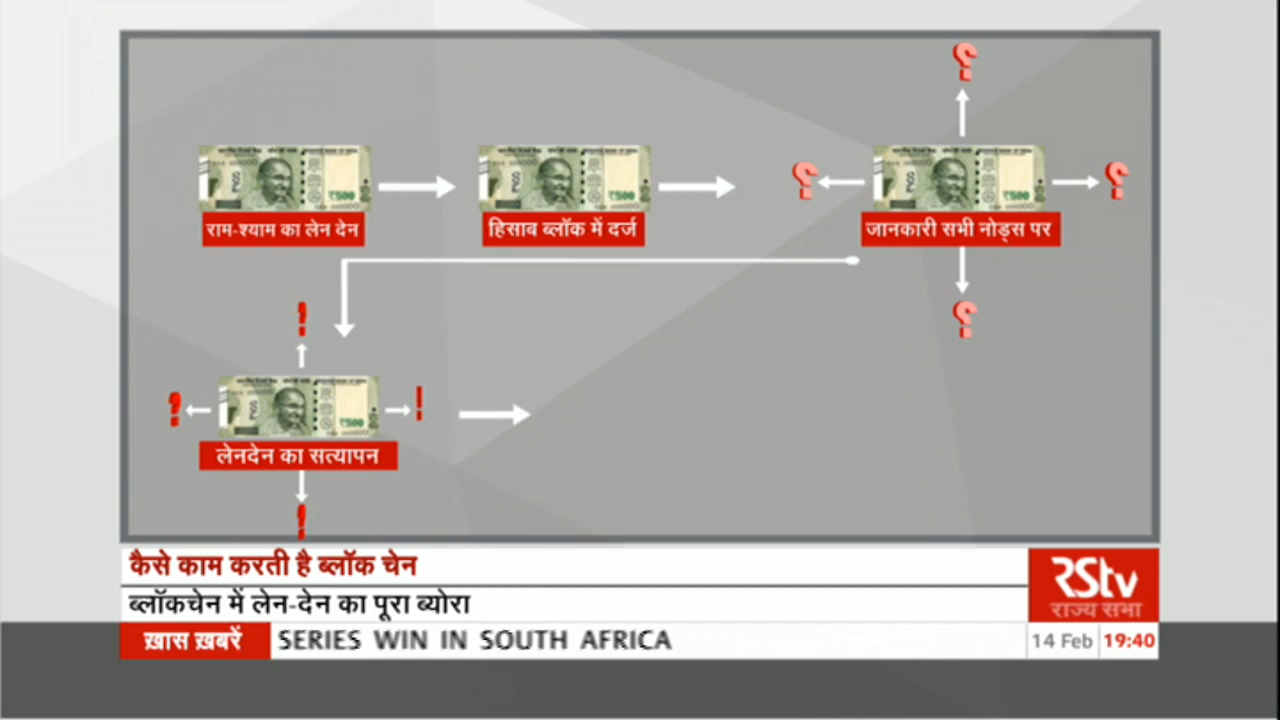 राम-श्याम का लेन देन
हिसाब ब्लॉक में दर्ज
जानकारी सभी नोड्स पर
लेनदेन का सत्यापन
कैसे काम करती है ब्लॉक चेन
ब्लॉकचेन में लेन-देन का पूरा ब्योरा
RStv
राज्य सभा
ख़ास ख़बरें SERIES WIN IN SOUTH AFRICA 14 Feb 19:40